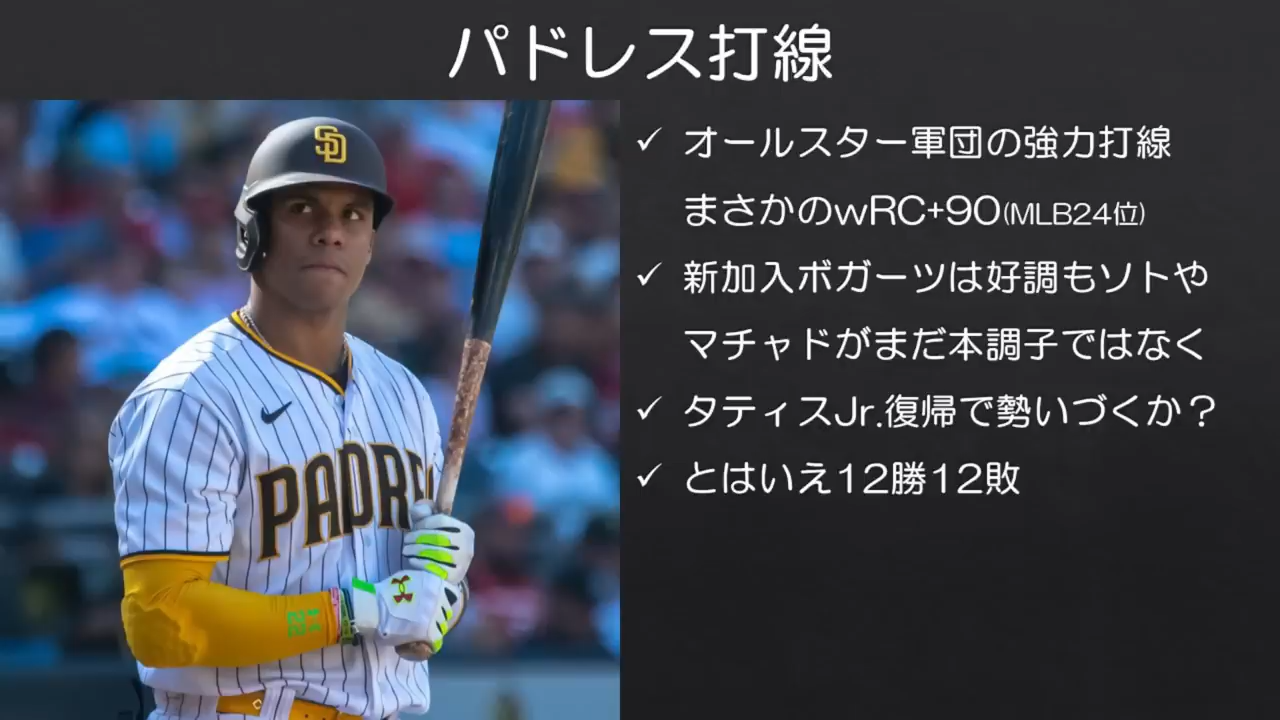 パドレス打線
✓ オールスター軍団の強力打線
まさかのwRC+90(MLB24位)
✓ 新加入ボガーツは好調もソトや
マチャドがまだ本調子ではなく
✓ タティスJr.復帰で勢いづくか？
✓ とはいえ12勝12敗
SD
PADRE
22